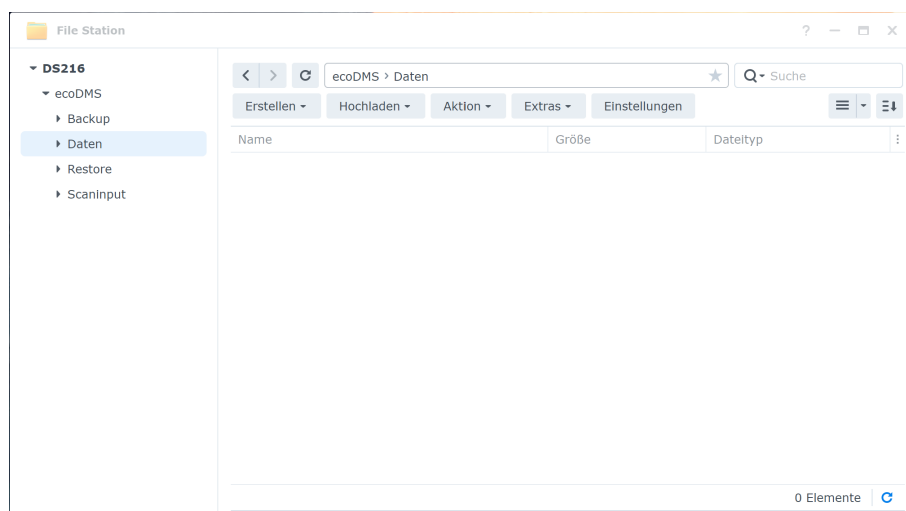 File Station
DS216
ecoDMS
Backup
Daten
Restore
ScanInput
ecoDMS › Daten
Suche
Erstellen
Hochladen
Aktion
Extras
Einstellungen
Name
Größe
Dateityp
0 Elemente